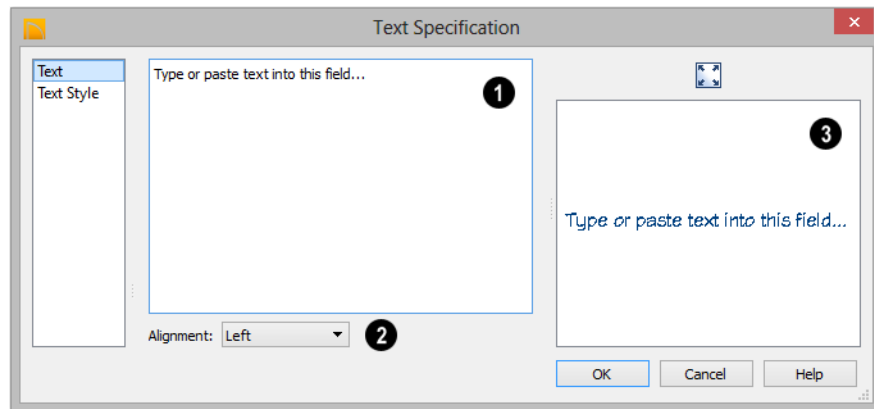 Text Specification
×
Text
Text Style
Type or paste text into this field...
1
3
Type or paste text into this field...
Alignment: Left
2
OK Cancel Help